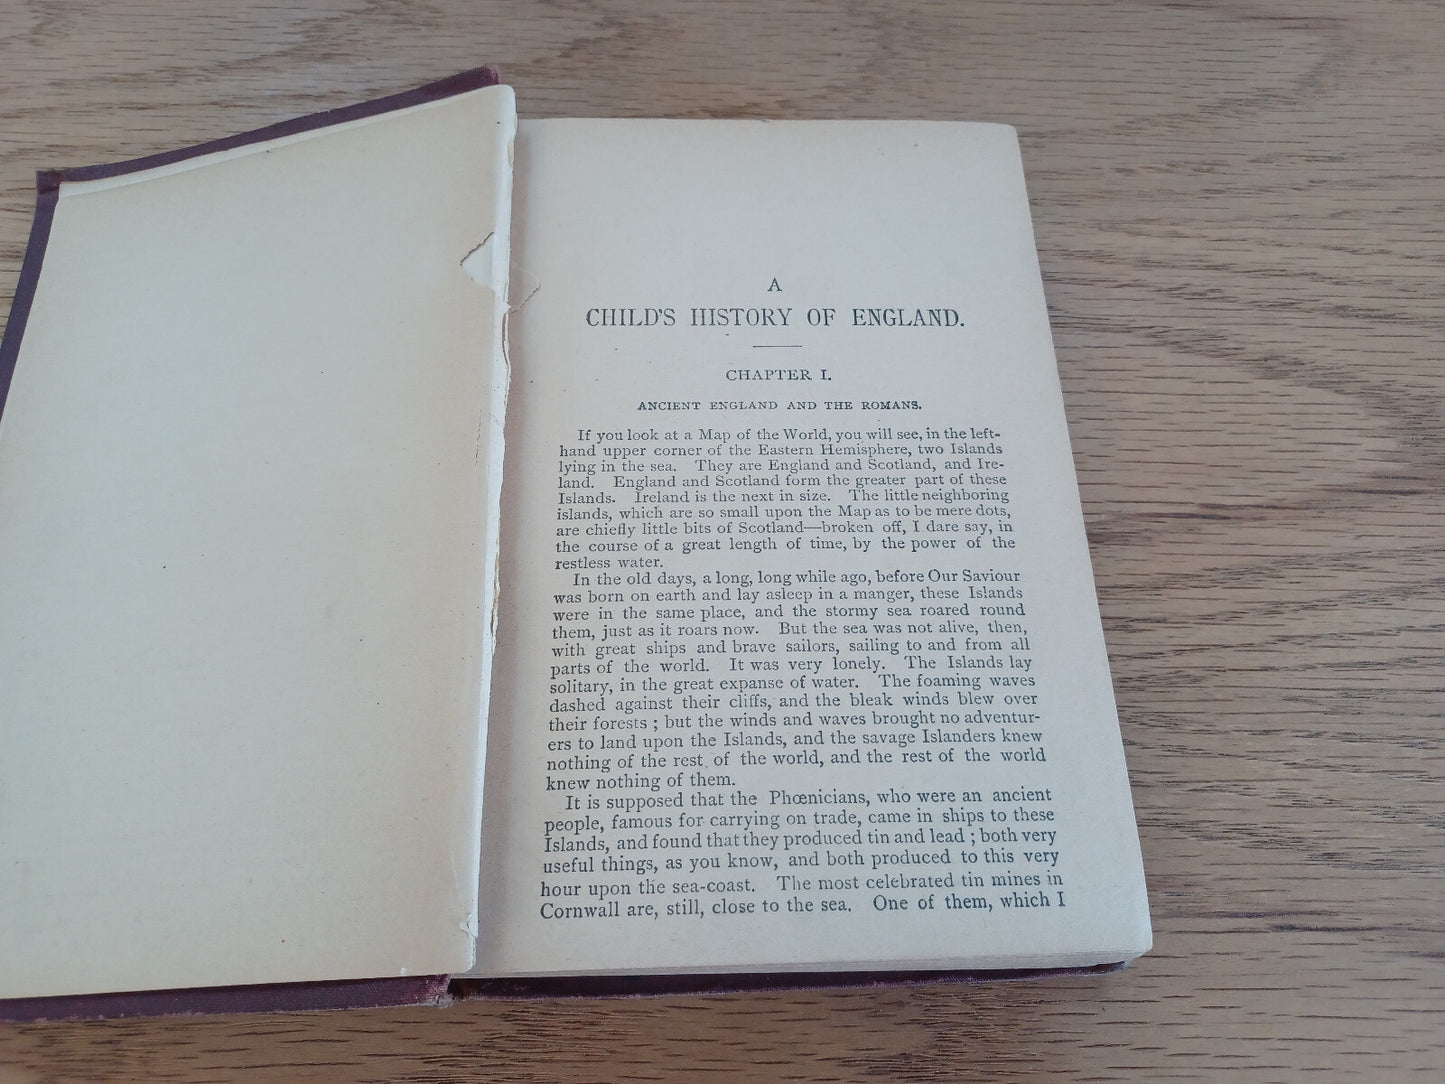 A
CHILD'S HISTORY OF ENGLAND.
CHAPTER I.
ANCIENT ENGLAND AND THE ROMANS.
If you look at a Map of the World, you will see, in the left-
hand upper corner of the Eastern Hemisphere, two Islands
lying in the sea. They are England and Scotland, and Ire-
land. England and Scotland form the greater part of these
Islands. Ireland is the next in size. The little neighboring
islands, which are so small upon the Map as to be mere dots,
are chiefly little bits of Scotland—broken off, I dare say, in
the course of a great length of time, by the power of the
restless water.
In the old days, a long, long while ago, before Our Saviour
was born on earth and lay asleep in a manger, these Islands
were in the same place, and the stormy sea roared round
them, just as it roars now. But the sea was not alive, then,
with great ships and brave sailors, sailing to and from all
parts of the world. It was very lonely. The Islands lay
solitary, in the great expanse of water. The foaming waves
dashed against their cliffs, and the bleak winds blew over
their forests ; but the winds and waves brought no adventur-
ers to land upon the Islands, and the savage Islanders knew
nothing of the rest of the world, and the rest of the world
knew nothing of them.
It is supposed that the Phœnicians, who were an ancient
people, famous for carrying on trade, came in ships to these
Islands, and found that they produced tin and lead ; both very
useful things, as you know, and both produced to this very
hour upon the sea-coast. The most celebrated tin mines in
Cornwall are, still, close to the sea. One of them, which I